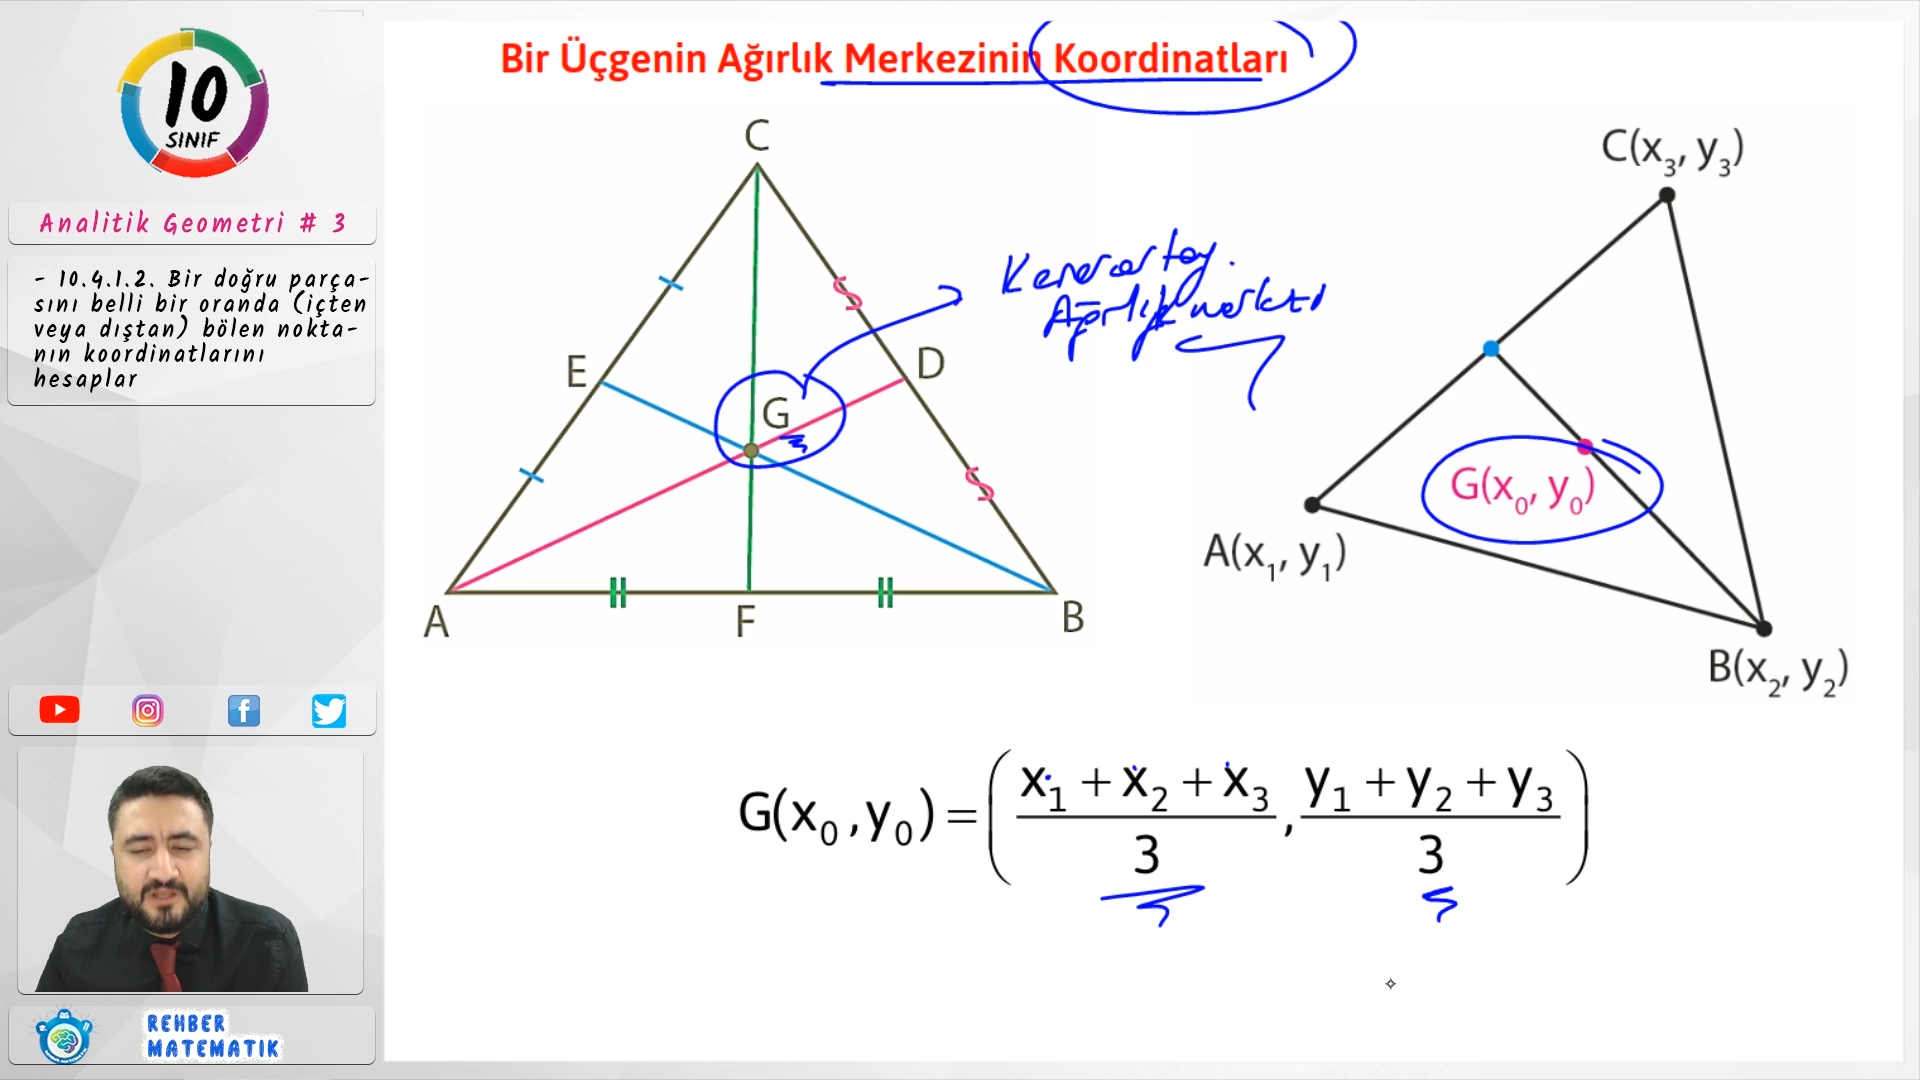 Bir Üçgenin Ağırlık Merkezinin Koordinatları
10
SINIF
Analitik Geometri # 3
- 10.4.1.2. Bir doğru parça-
sını belli bir oranda (içten
veya dıştan) bölen nokta-
nın koordinatlarını
hesaplar
C
E
D
G
A
F
B
Kenarortay.
Ağırlık merkezi
C(x₃, y₃)
G(x₀, y₀)
A(x₁, y₁)
B(x₂, y₂)
G(x₀,y₀) = ( (x₁ + x₂ + x₃)/3 , (y₁ + y₂ + y₃)/3 )
REHBER
MATEMATİK